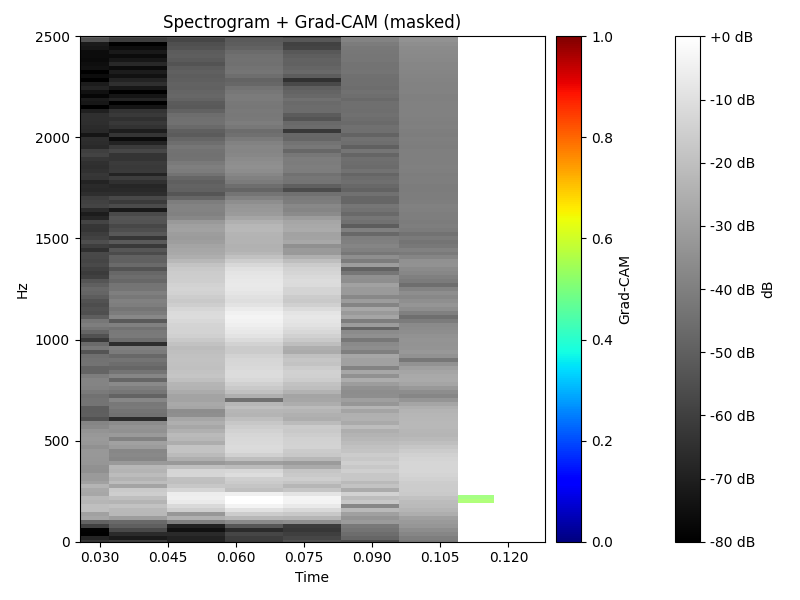 Spectrogram + Grad-CAM (masked)
2500
2000
1500
1000
500
0
Hz
0.030 0.045 0.060 0.075 0.090 0.105 0.120
Time
1.0
0.8
0.6
0.4
0.2
0.0
Grad-CAM
+0 dB
-10 dB
-20 dB
-30 dB
-40 dB
-50 dB
-60 dB
-70 dB
-80 dB
dB